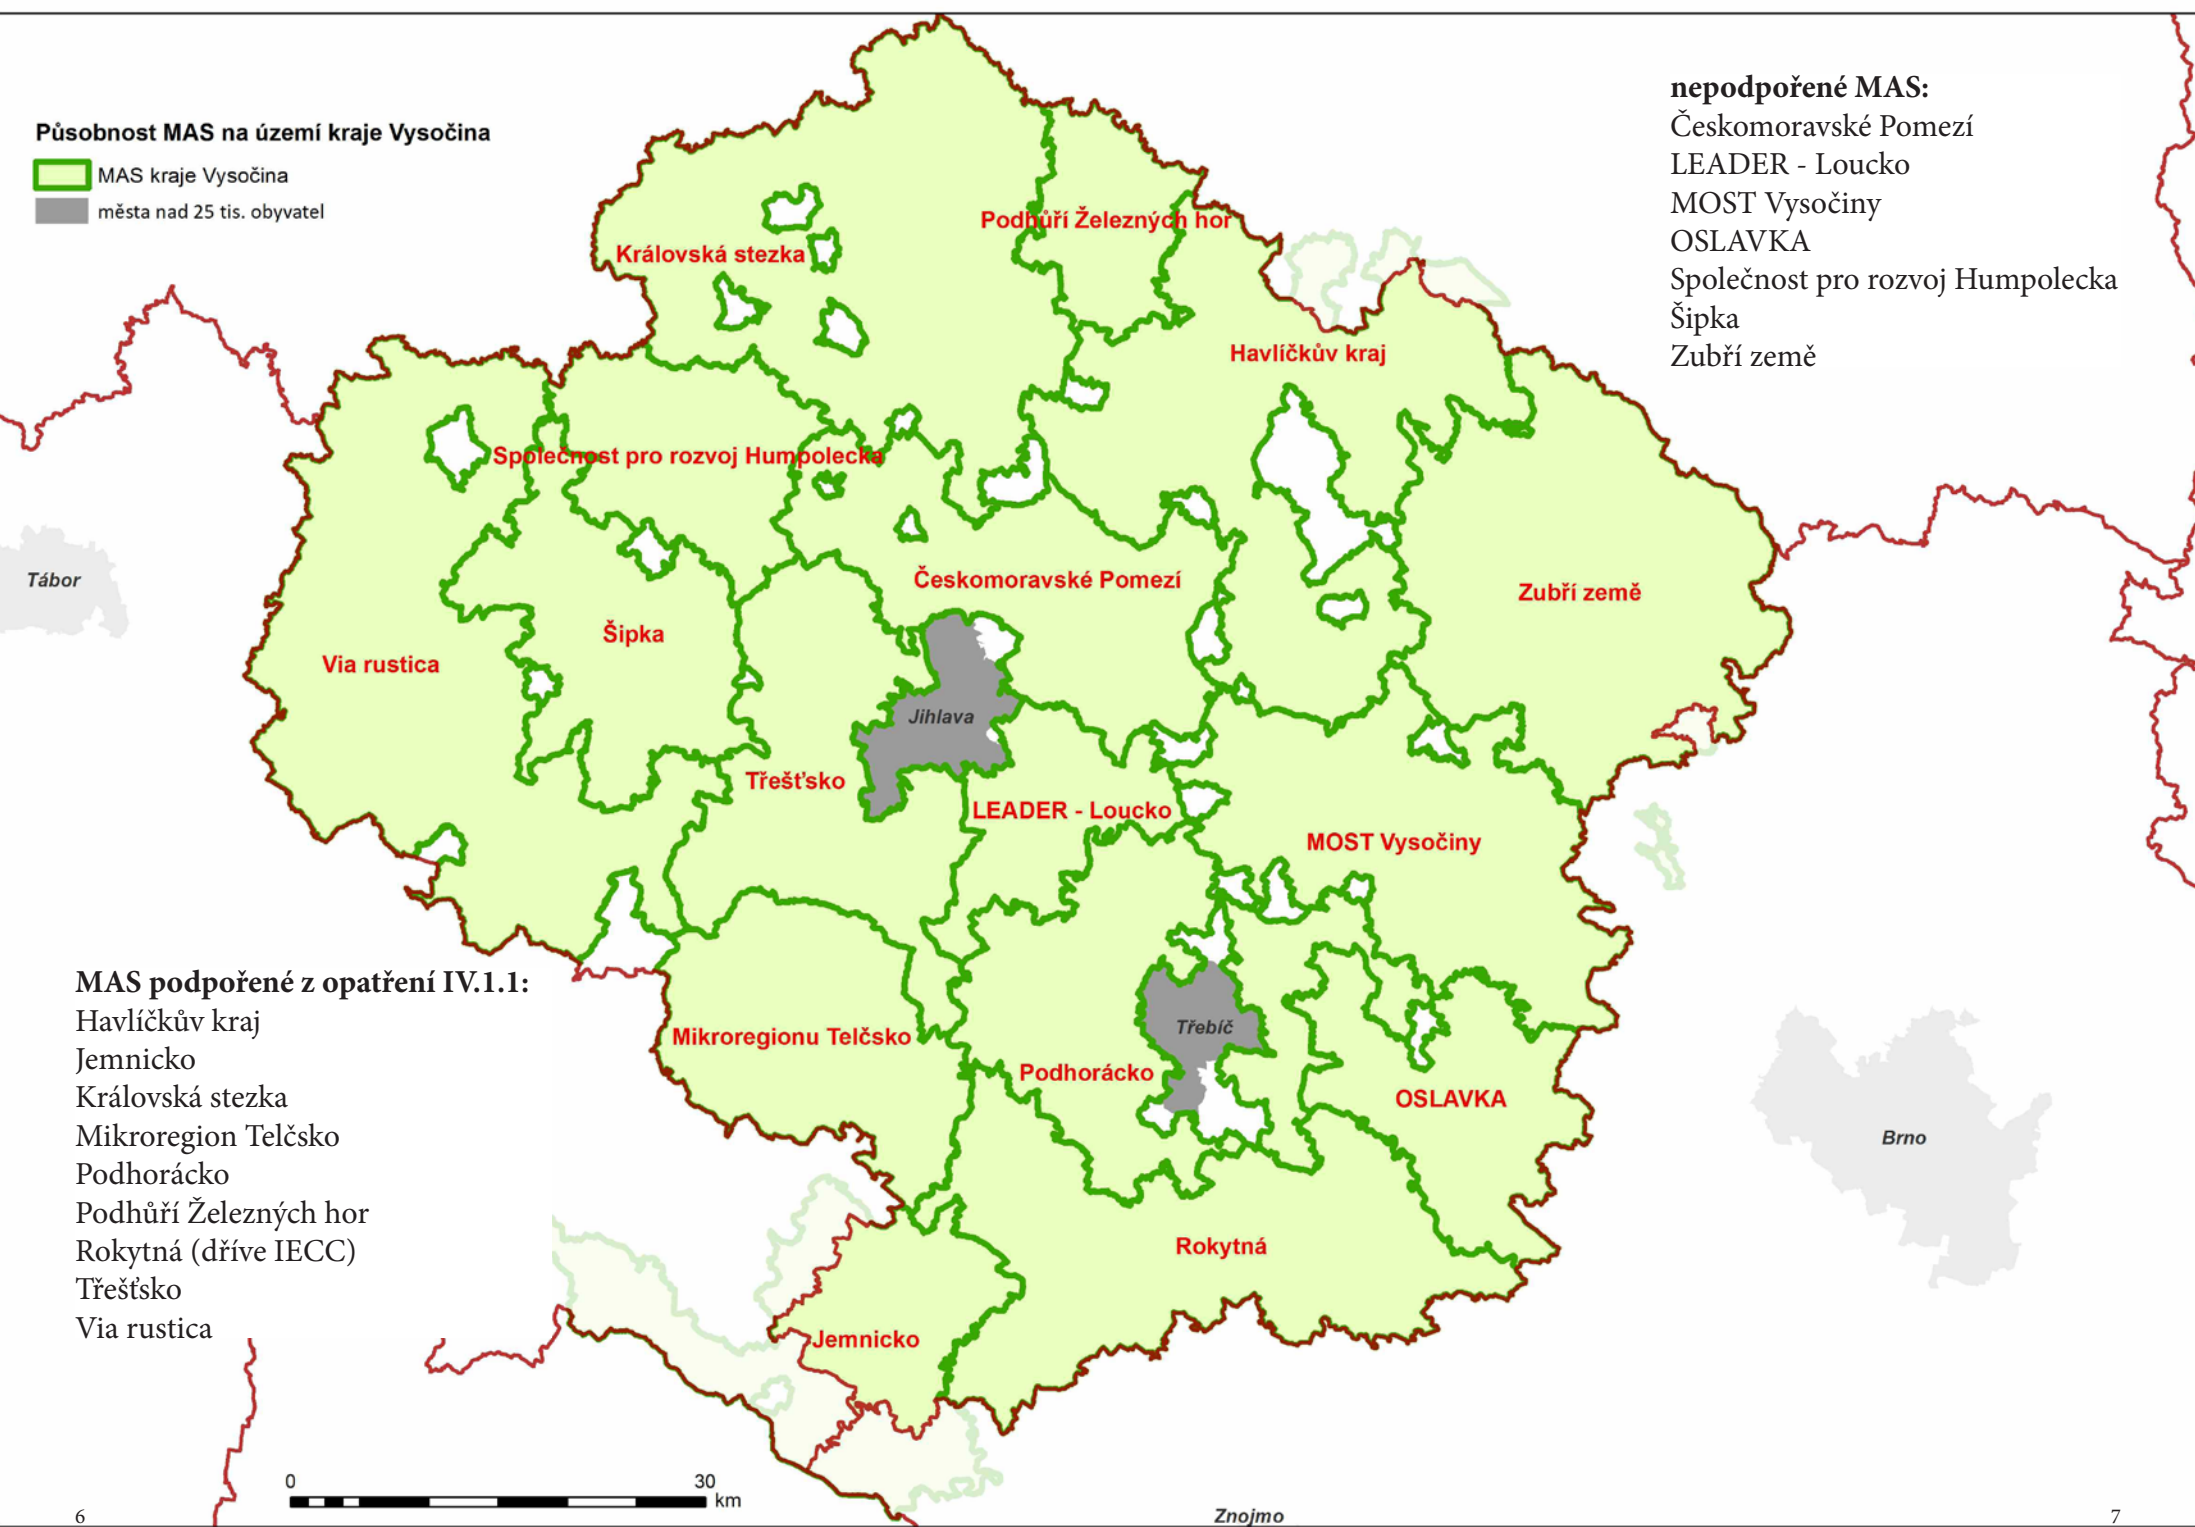 Působnost MAS na území kraje Vysočina
MAS kraje Vysočina
města nad 25 tis. obyvatel
nepodpořené MAS:
Českomoravské Pomezí
LEADER - Loucko
MOST Vysočiny
OSLAVKA
Společnost pro rozvoj Humpolecka
Šipka
Zubří země
Podhůří Železných hor
Královská stezka
Havlíčkův kraj
Společnost pro rozvoj Humpolecka
Tábor
Českomoravské Pomezí
Zubří země
Šipka
Via rustica
Jihlava
Třešťsko
LEADER - Loucko
MOST Vysočiny
Mikroregionu Telčsko
Třebíč
Podhorácko
OSLAVKA
Brno
Rokytná
Jemnicko
MAS podpořené z opatření IV.1.1:
Havlíčkův kraj
Jemnicko
Královská stezka
Mikroregion Telčsko
Podhorácko
Podhůří Železných hor
Rokytná (dříve IECC)
Třešťsko
Via rustica
0 30
km
Znojmo
6
7